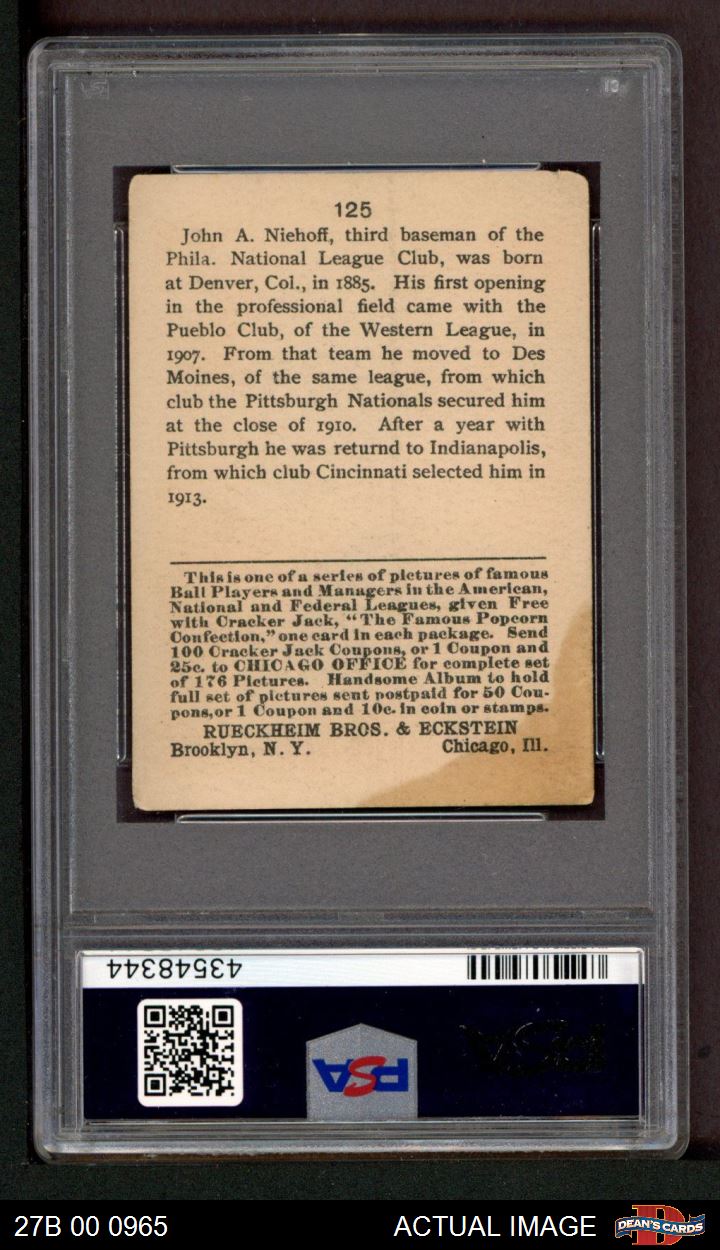 125
John A. Niehoff, third baseman of the
Phila. National League Club, was born
at Denver, Col., in 1885. His first opening
in the professional field came with the
Pueblo Club, of the Western League, in
1907. From that team he moved to Des
Moines, of the same league, from which
club the Pittsburgh Nationals secured him
at the close of 1910. After a year with
Pittsburgh he was returnd to Indianapolis,
from which club Cincinnati selected him in
1913.
This is one of a series of pictures of famous
Ball Players and Managers in the American,
National and Federal Leagues, given Free
with Cracker Jack, "The Famous Popcorn
Confection," one card in each package. Send
100 Cracker Jack Coupons, or 1 Coupon and
25c. to CHICAGO OFFICE for complete set
of 176 Pictures. Handsome Album to hold
full set of pictures sent postpaid for 50 Cou-
pons, or 1 Coupon and 10c. in coin or stamps.
RUECKHEIM BROS. & ECKSTEIN
Brooklyn, N. Y. Chicago, Ill.
43548344
PSA
27B 00 0965 ACTUAL IMAGE DEAN'S CARDS